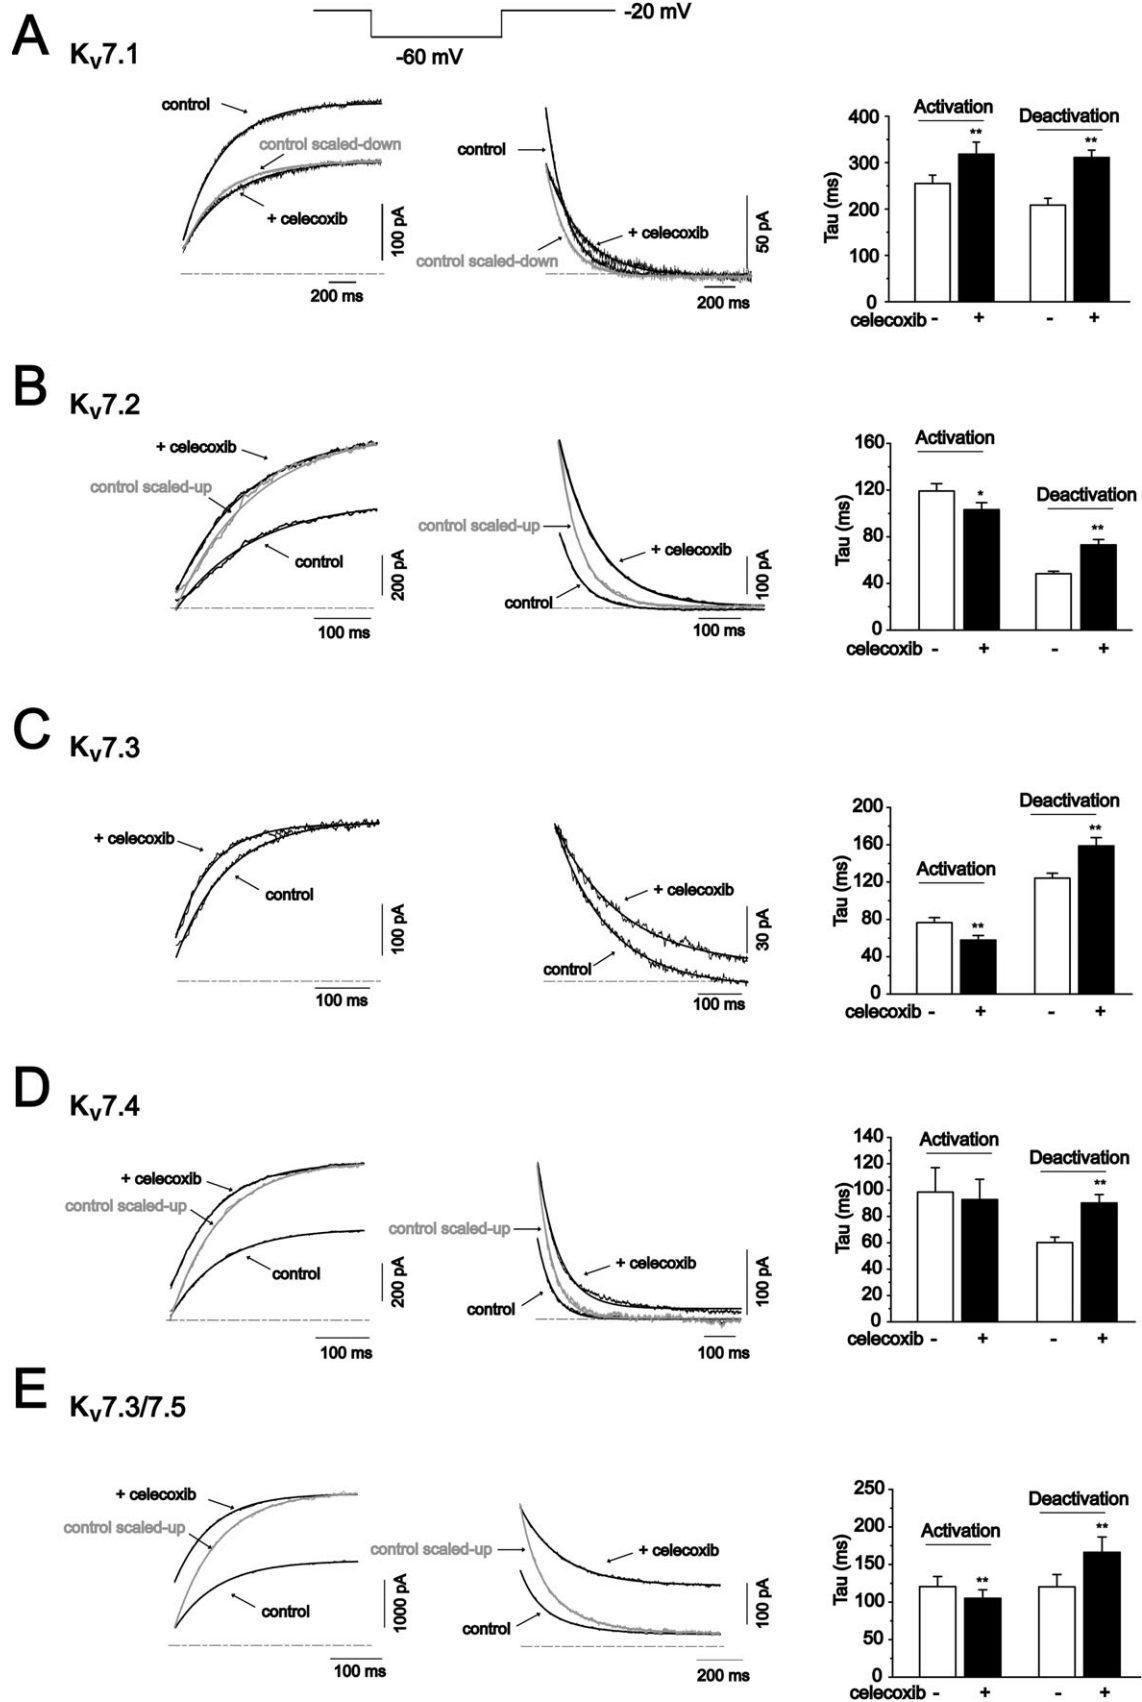 -20 mV
-60 mV
A
Kv7.1
control
control scaled-down
+ celecoxib
100 pA
200 ms
control
+ celecoxib
control scaled-down
50 pA
200 ms
Activation
Deactivation
**
**
Tau (ms)
400
300
200
100
0
celecoxib - + - +
B
Kv7.2
+ celecoxib
control scaled-up
control
200 pA
100 ms
control scaled-up
+ celecoxib
control
100 pA
100 ms
Activation
Deactivation
*
**
Tau (ms)
160
120
80
40
0
celecoxib - + - +
C
Kv7.3
+ celecoxib
control
100 pA
100 ms
+ celecoxib
control
30 pA
100 ms
Deactivation
**
Activation
**
Tau (ms)
200
160
120
80
40
0
celecoxib - + - +
D
Kv7.4
+ celecoxib
control scaled-up
control
200 pA
100 ms
control scaled-up
+ celecoxib
control
100 pA
100 ms
Activation
Deactivation
**
Tau (ms)
140
120
100
80
60
40
20
0
celecoxib - + - +
E
Kv7.3/7.5
+ celecoxib
control scaled-up
control
1000 pA
100 ms
control scaled-up
+ celecoxib
control
100 pA
200 ms
Deactivation
**
Activation
**
Tau (ms)
250
200
150
100
50
0
celecoxib - + - +